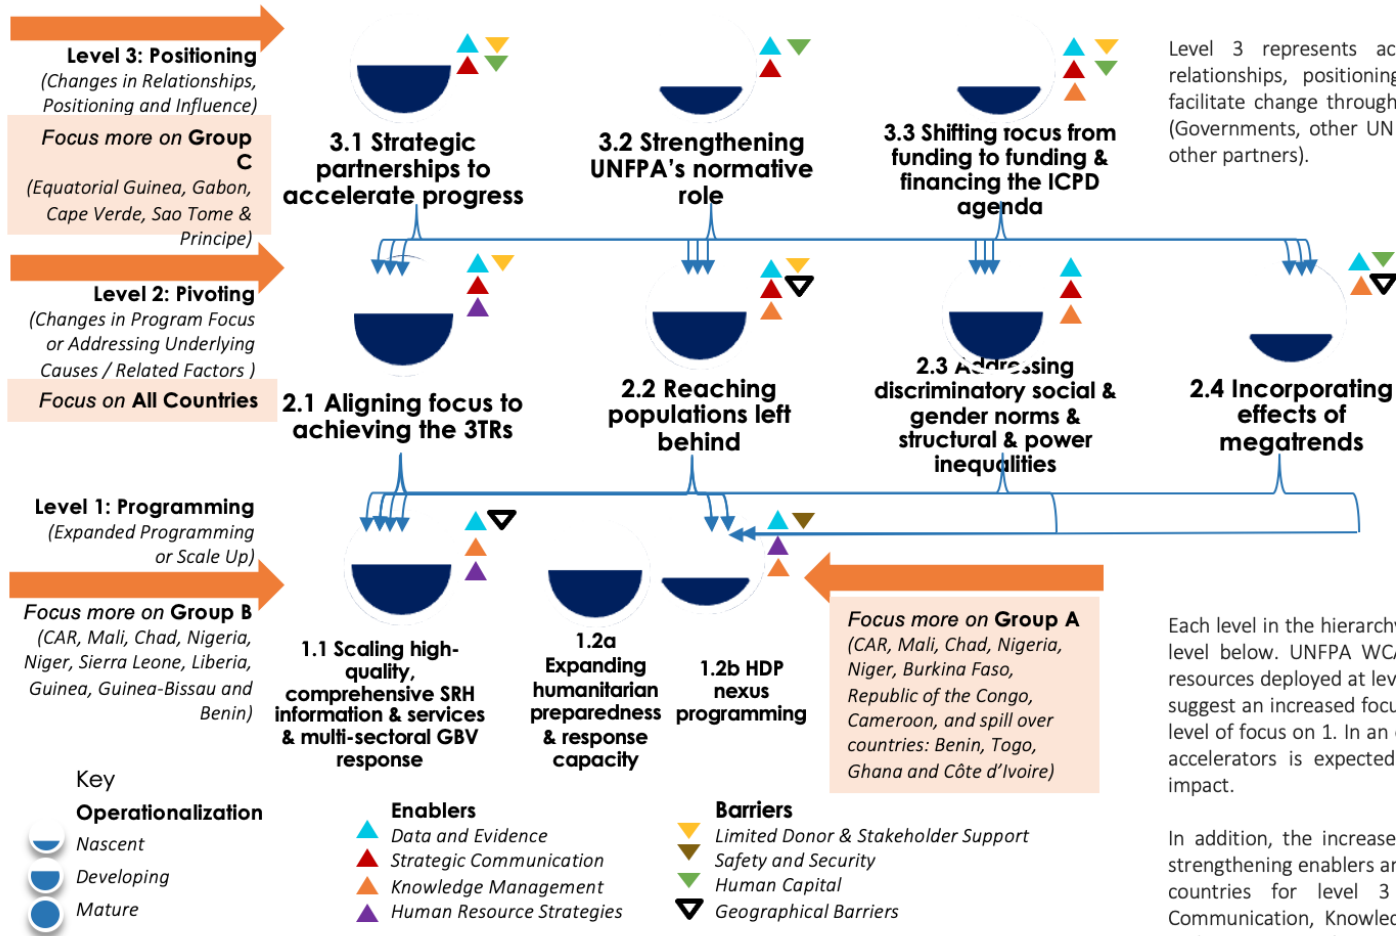 Level 3: Positioning
(Changes in Relationships,
Positioning and Influence)
Focus more on Group
C
(Equatorial Guinea, Gabon,
Cape Verde, Sao Tome &
Principe)
3.1 Strategic
partnerships to
accelerate progress
3.2 Strengthening
UNFPA's normative
role
3.3 Shifting focus from
funding to funding &
financing the ICPD
agenda
Level 3 represents ac
relationships, positioning
facilitate change through
(Governments, other UN
other partners).
Level 2: Pivoting
(Changes in Program Focus
or Addressing Underlying
Causes / Related Factors )
Focus on All Countries
2.1 Aligning focus to
achieving the 3TRs
2.2 Reaching
populations left
behind
2.3 Addressing
discriminatory social &
gender norms &
structural & power
inequalities
2.4 Incorporating
effects of
megatrends
Level 1: Programming
(Expanded Programming
or Scale Up)
Focus more on Group B
(CAR, Mali, Chad, Nigeria,
Niger, Sierra Leone, Liberia,
Guinea, Guinea-Bissau and
Benin)
1.1 Scaling high-
quality,
comprehensive SRH
information & services
& multi-sectoral GBV
response
1.2a
Expanding
humanitarian
preparedness
& response
capacity
1.2b HDP
nexus
programming
Focus more on Group A
(CAR, Mali, Chad, Nigeria,
Niger, Burkina Faso,
Republic of the Congo,
Cameroon, and spill over
countries: Benin, Togo,
Ghana and Côte d'Ivoire)
Each level in the hierarchy
level below. UNFPA WCA
resources deployed at lev
suggest an increased focu
level of focus on 1. In an
accelerators is expected
impact.
In addition, the increase
strengthening enablers an
countries for level 3
Communication, Knowled
Key
Operationalization
Nascent
Developing
Mature
Enablers
Data and Evidence
Strategic Communication
Knowledge Management
Human Resource Strategies
Barriers
Limited Donor & Stakeholder Support
Safety and Security
Human Capital
Geographical Barriers